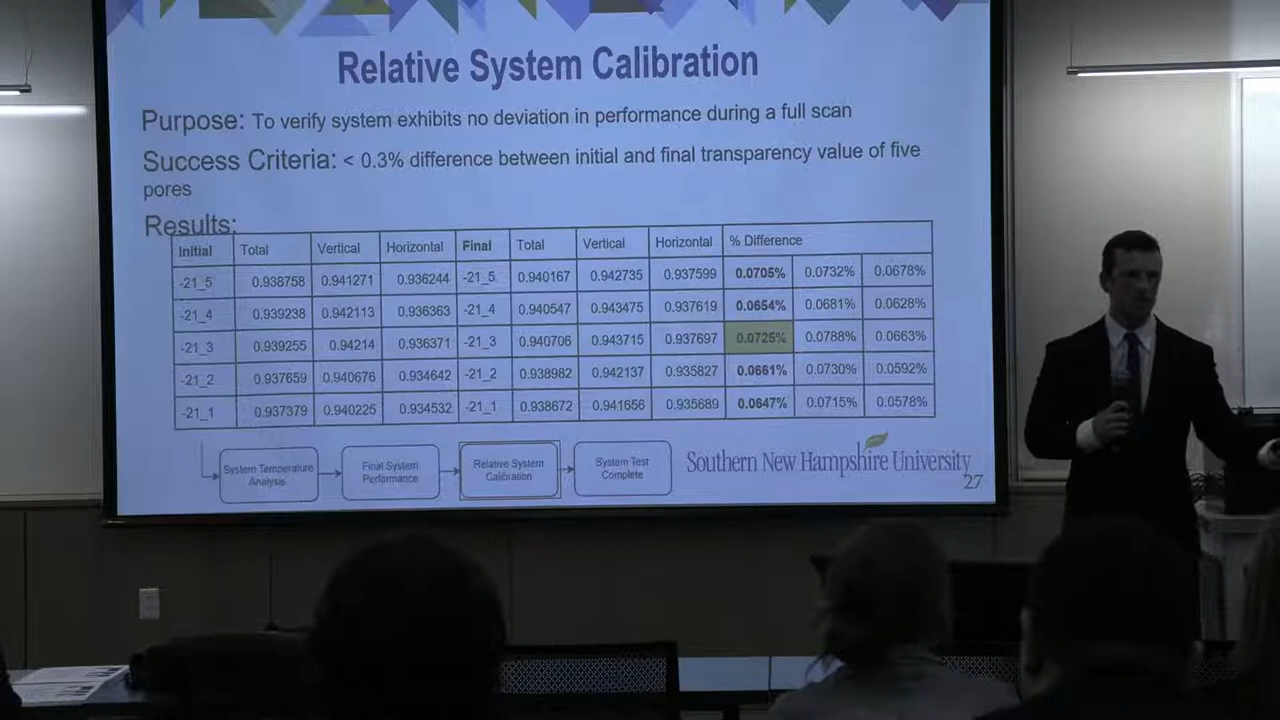 Relative System Calibration
Purpose: To verify system exhibits no deviation in performance during a full scan
Success Criteria: < 0.3% difference between initial and final transparency value of five
pores
Results:
Initial Total Vertical Horizontal Final Total Vertical Horizontal % Difference
-21_5 0.938758 0.941271 0.936244 -21_5 0.940167 0.942735 0.937599 0.0705% 0.0732% 0.0678%
-21_4 0.939238 0.942113 0.936363 -21_4 0.940547 0.943475 0.937619 0.0654% 0.0681% 0.0628%
-21_3 0.939255 0.94214 0.936371 -21_3 0.940706 0.943715 0.937697 0.0725% 0.0788% 0.0663%
-21_2 0.937659 0.940676 0.934642 -21_2 0.938982 0.942137 0.935827 0.0661% 0.0730% 0.0592%
-21_1 0.937379 0.940225 0.934532 -21_1 0.938672 0.941656 0.935689 0.0647% 0.0715% 0.0578%
System Temperature
Analysis
Final System
Performance
Relative System
Calibration
System Test
Complete
Southern New Hampshire University
27